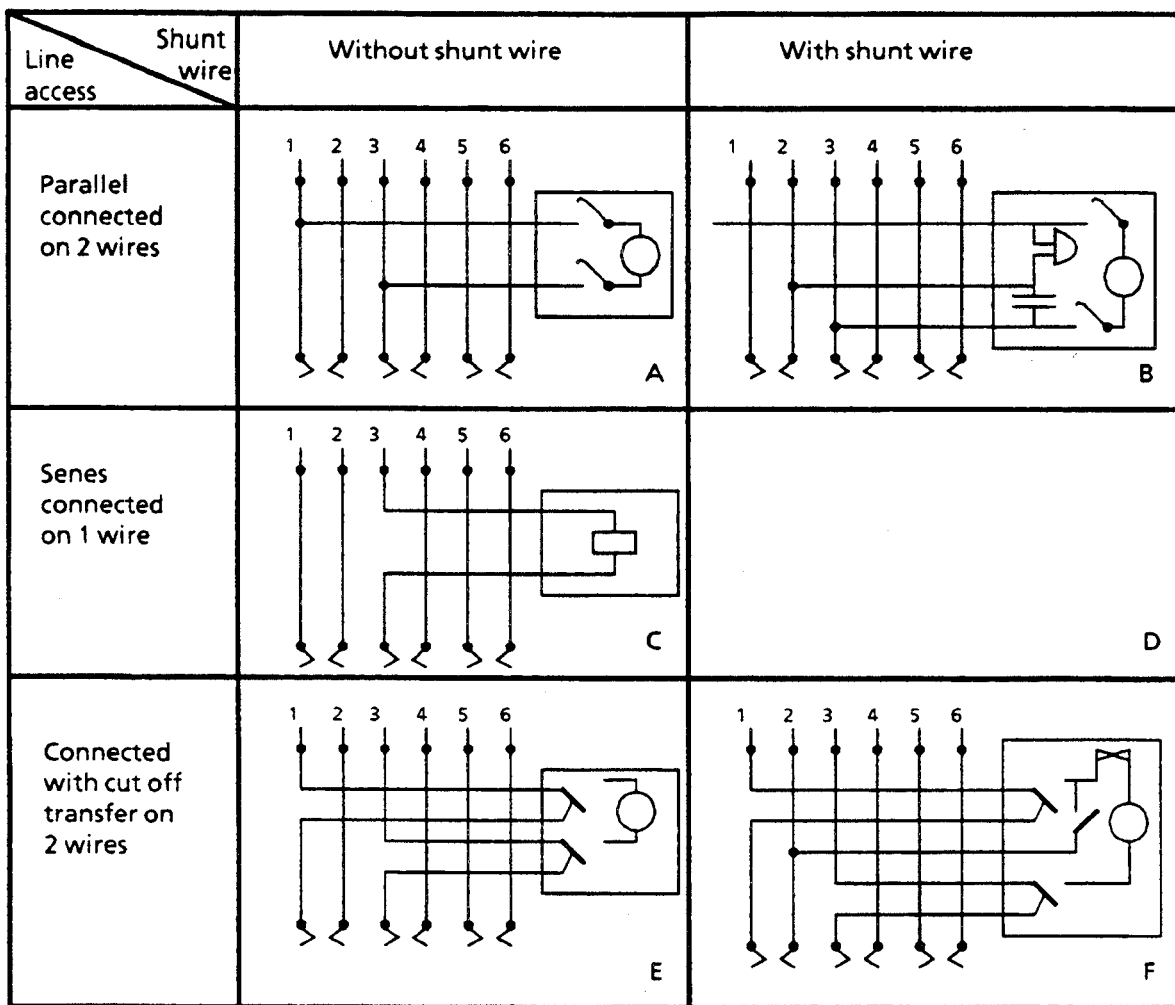 Shunt
wire
Line
access
Without shunt wire
With shunt wire
Parallel
connected
on 2 wires
1 2 3 4 5 6
A
1 2 3 4 5 6
B
Senes
connected
on 1 wire
1 2 3 4 5 6
C
D
Connected
with cut off
transfer on
2 wires
1 2 3 4 5 6
E
1 2 3 4 5 6
F